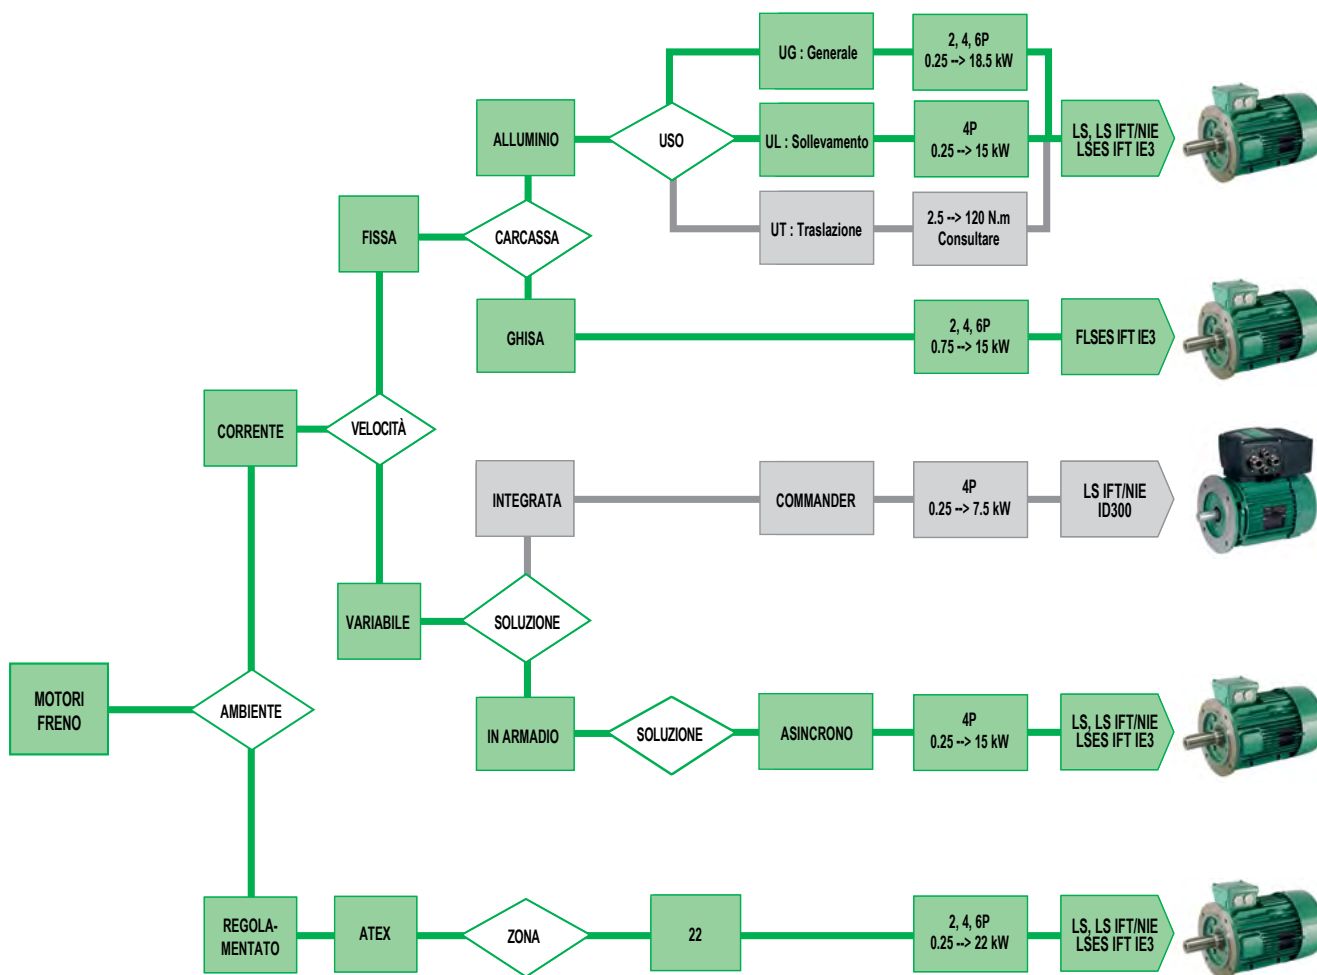 UG : Generale
2, 4, 6P
0.25 --> 18.5 kW
ALLUMINIO
USO
UL : Sollevamento
4P
0.25 --> 15 kW
LS, LS IFT/NIE
LSES IFT IE3
UT : Traslazione
2.5 --> 120 N.m
Consultare
FISSA
CARCASSA
GHISA
2, 4, 6P
0.75 --> 15 kW
FLSES IFT IE3
CORRENTE
VELOCITÀ
INTEGRATA
COMMANDER
4P
0.25 --> 7.5 kW
LS IFT/NIE
ID300
VARIABILE
SOLUZIONE
MOTORI
FRENO
AMBIENTE
IN ARMADIO
SOLUZIONE
ASINCRONO
4P
0.25 --> 15 kW
LS, LS IFT/NIE
LSES IFT IE3
REGOLA-
MENTATO
ATEX
ZONA
22
2, 4, 6P
0.25 --> 22 kW
LS, LS IFT/NIE
LSES IFT IE3